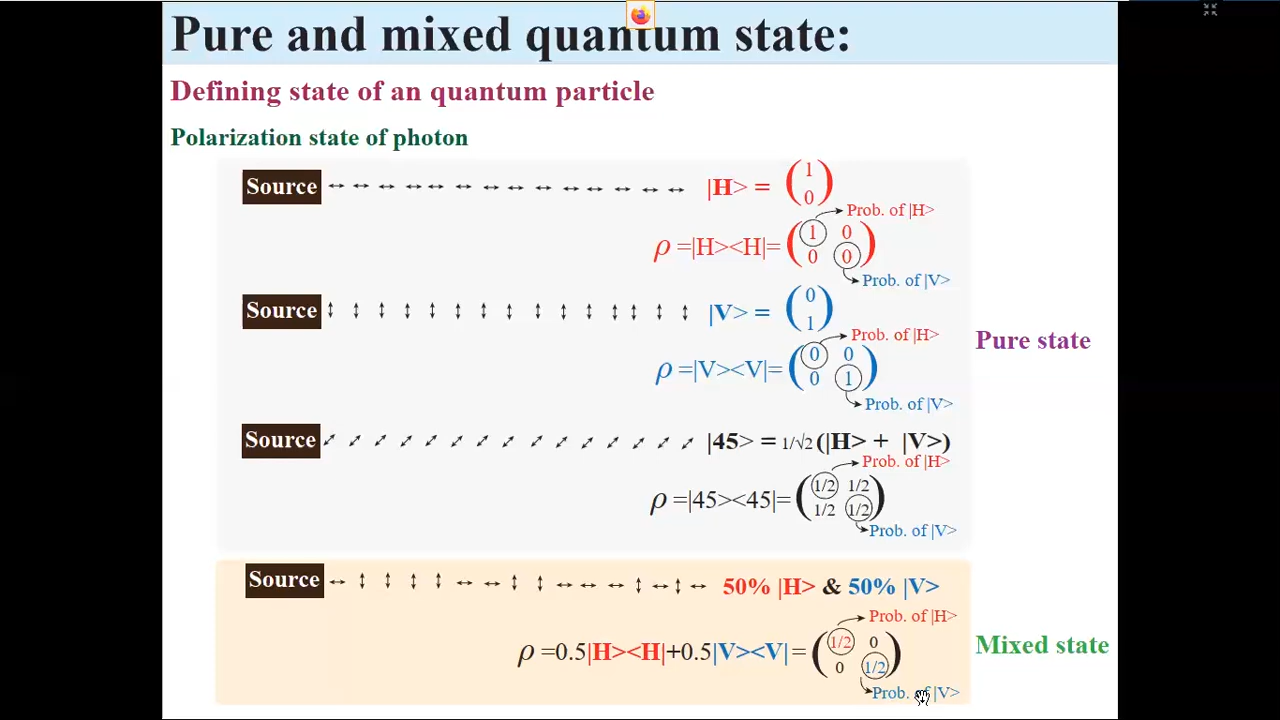 Pure and mixed quantum state:
Defining state of an quantum particle
Polarization state of photon
Source |H> = (1 0)
Prob. of |H>
ρ =|H><H|= (1 0 0 0)
Prob. of |V>
Source |V> = (0 1)
Prob. of |H>
ρ =|V><V|= (0 0 0 1)
Pure state
Prob. of |V>
Source |45> = 1/√2 (|H> + |V>)
Prob. of |H>
ρ =|45><45|= (1/2 1/2 1/2 1/2)
Prob. of |V>
Source 50% |H> & 50% |V>
Prob. of |H>
ρ =0.5|H><H|+0.5|V><V|= (1/2 0 0 1/2)
Mixed state
Prob. of |V>